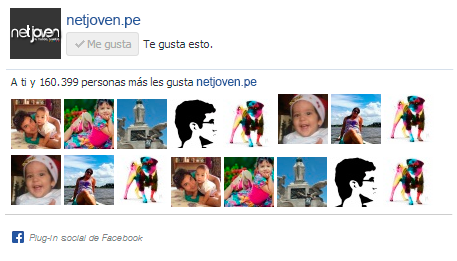 netjoven
netjoven.pe
Me gusta Te gusta esto.
A ti y 160.399 personas más les gusta netjoven.pe
Plug-in social de Facebook